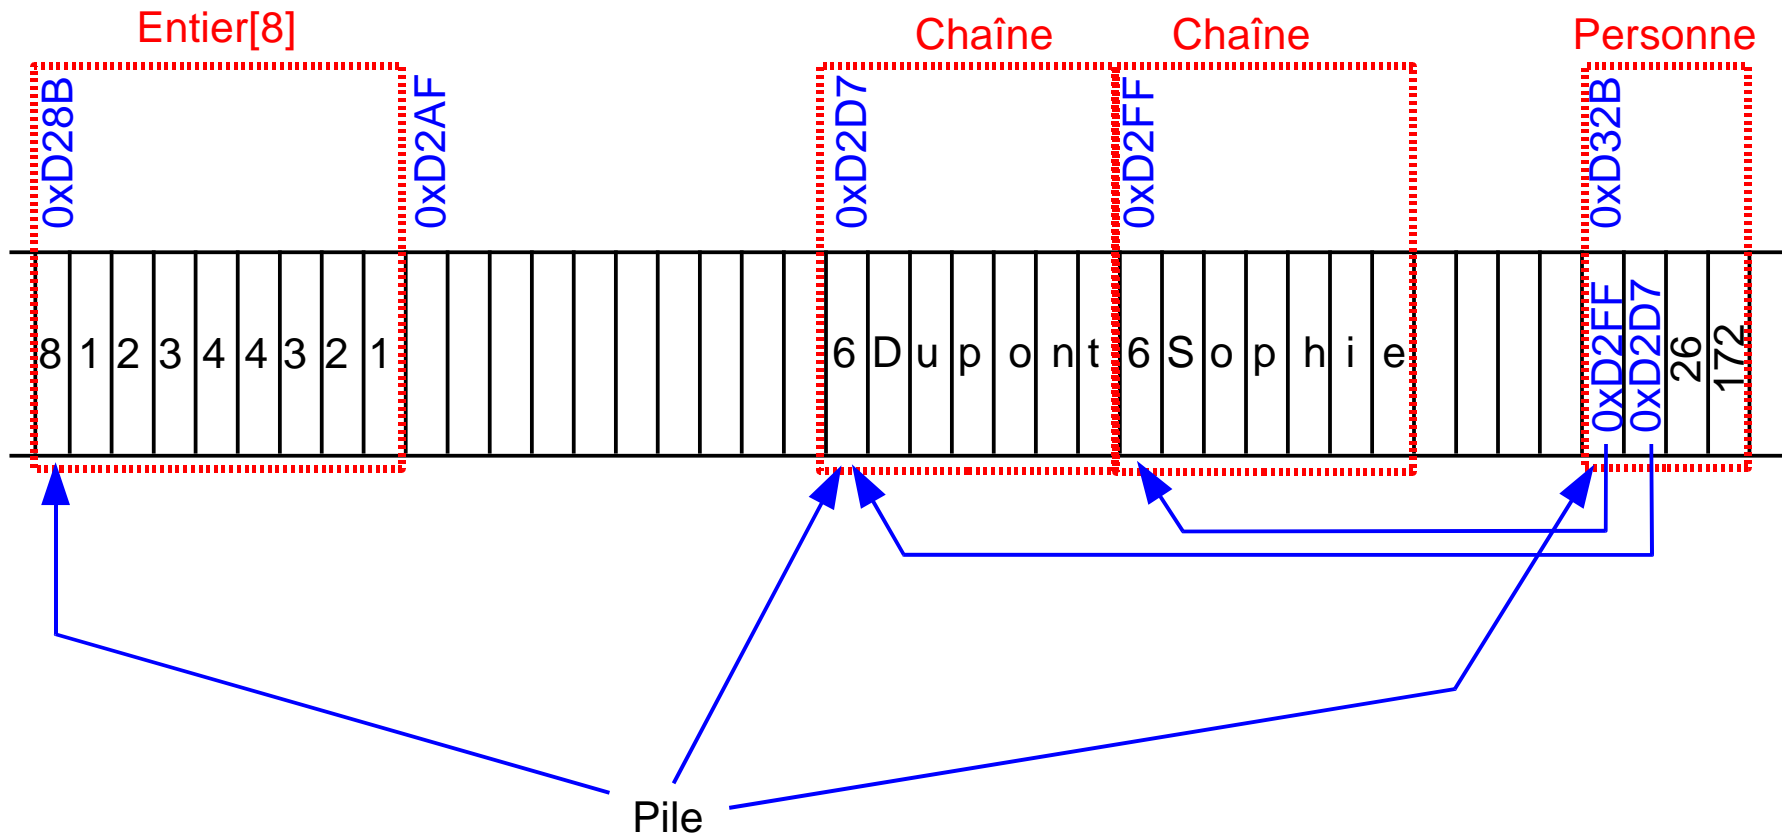 Entier[8] Chaîne Chaîne Personne
0xD28B 0xD2AF 0xD2D7 0xD2FF 0xD32B
8 1 2 3 4 4 3 2 1 6 D u p o n t 6 S o p h i e 0xD2FF 0xD2D7 26 172
Pile